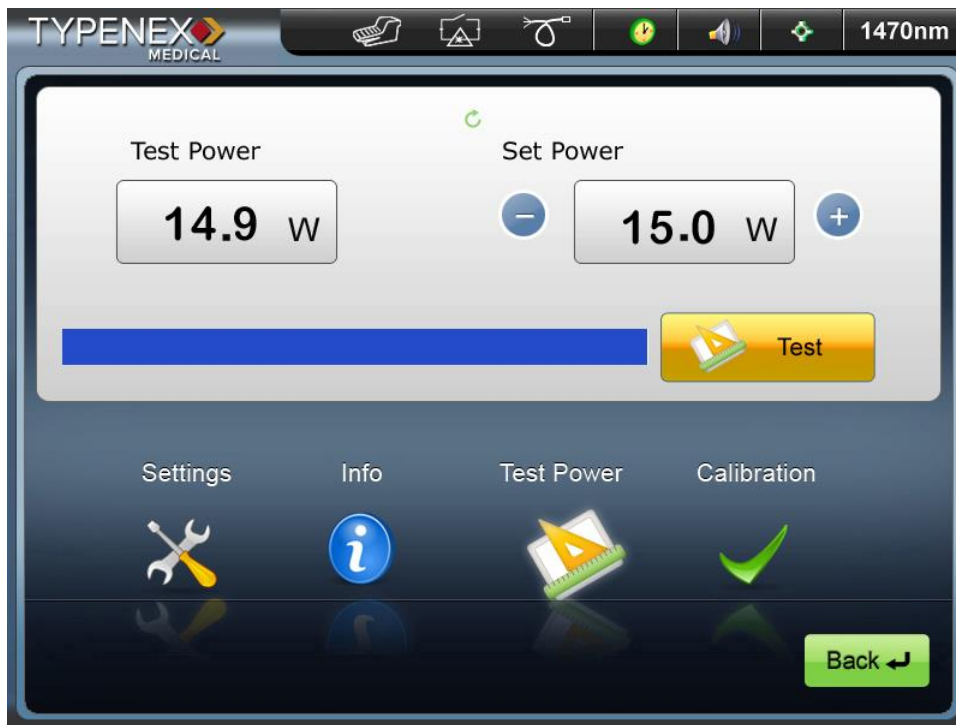 TYPENEX
MEDICAL
1470nm
Test Power
Set Power
14.9 W
15.0 W
Test
Settings
Info
Test Power
Calibration
Back